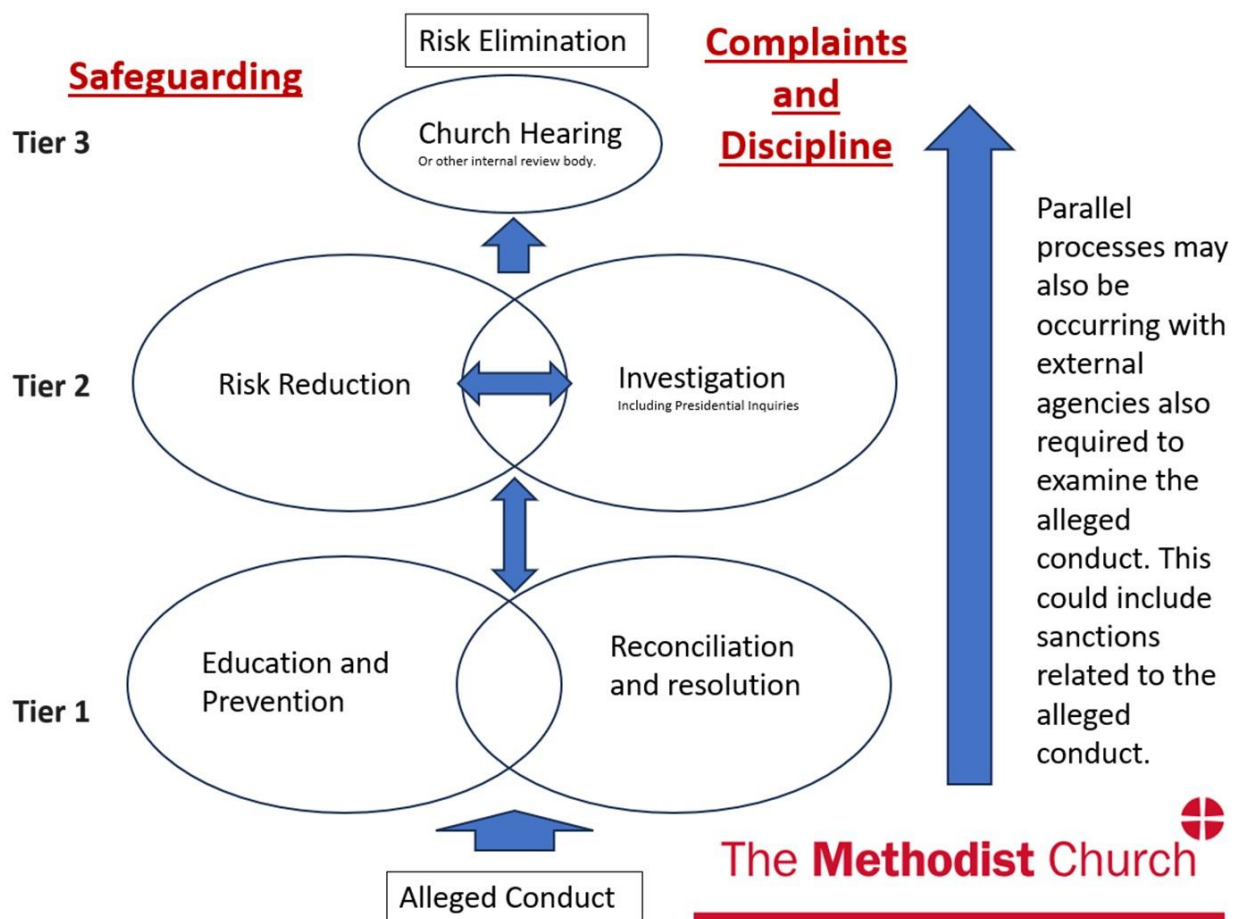 Risk Elimination
Safeguarding
Complaints
and
Discipline
Tier 3
Church Hearing
Or other internal review body.
Tier 2
Risk Reduction
Investigation
Including Presidential Inquiries
Tier 1
Education and
Prevention
Reconciliation
and resolution
Alleged Conduct
Parallel
processes may
also be
occurring with
external
agencies also
required to
examine the
alleged
conduct. This
could include
sanctions
related to the
alleged
conduct.
The Methodist Church